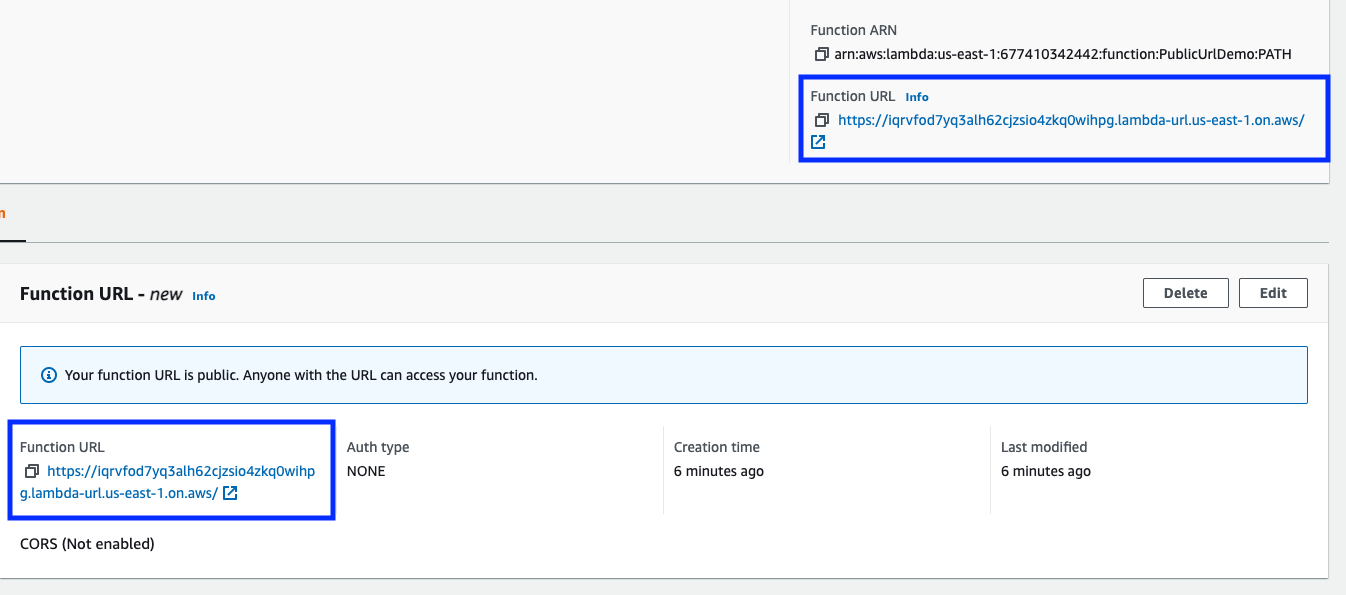 Function ARN
arn:aws:lambda:us-east-1:677410342442:function:PublicUrlDemo:PATH
Function URL Info
https://iqrvfod7yq3alh62cjzsio4zkq0wihpg.lambda-url.us-east-1.on.aws/
n
Function URL - new Info
Delete Edit
Your function URL is public. Anyone with the URL can access your function.
Function URL
https://iqrvfod7yq3alh62cjzsio4zkq0wihp
g.lambda-url.us-east-1.on.aws/
Auth type
NONE
Creation time
6 minutes ago
Last modified
6 minutes ago
CORS (Not enabled)